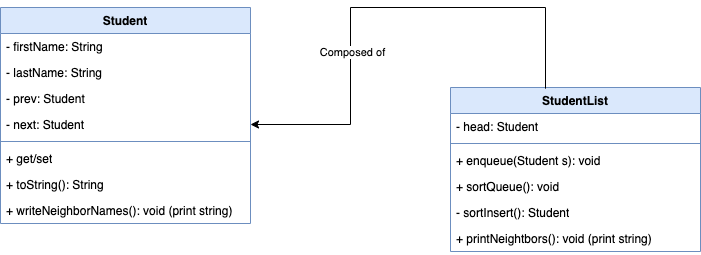 Student
- firstName: String
- lastName: String
- prev: Student
- next: Student
+ get/set
+ toString(): String
+ writeNeighborNames(): void (print string)
Composed of
StudentList
- head: Student
+ enqueue(Student s): void
+ sortQueue(): void
- sortInsert(): Student
+ printNeightbors(): void (print string)